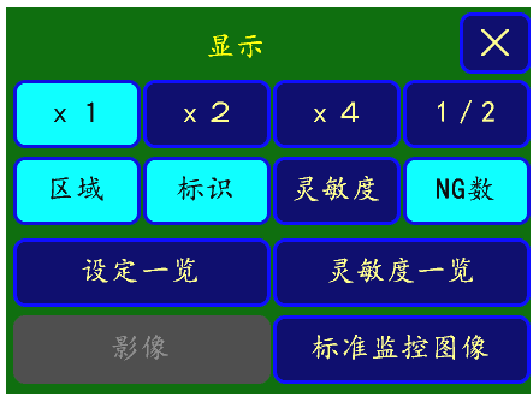 显示
x 1 x 2 x 4 1/2
区域 标识 灵敏度 NG数
设定一览 灵敏度一览
影像 标准监控图像